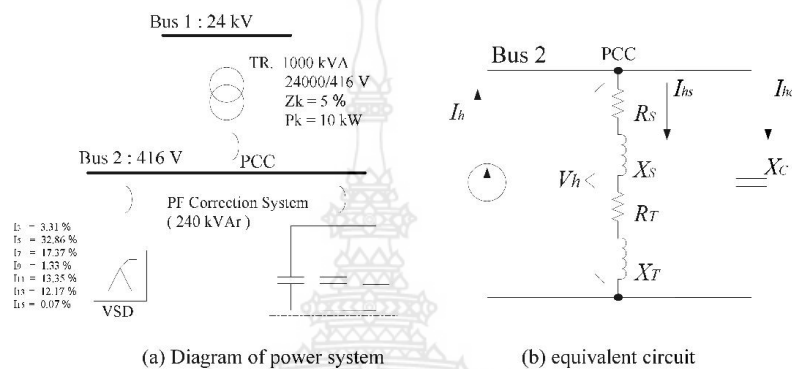 Bus 1 : 24 kV
TR. 1000 kVA
24000/416 V
Zk = 5 %
Pk = 10 kW
Bus 2 : 416 V
PCC
PF Correction System
( 240 kVAr )
I3 = 3.31 %
I5 = 32.86 %
I7 = 17.37 %
I9 = 1.33 %
I11 = 13.35 %
I13 = 12.17 %
I15 = 0.07 %
VSD
(a) Diagram of power system
Bus 2
PCC
Ih
Ihs
Ihc
RS
XS
Vh
XC
RT
XT
(b) equivalent circuit